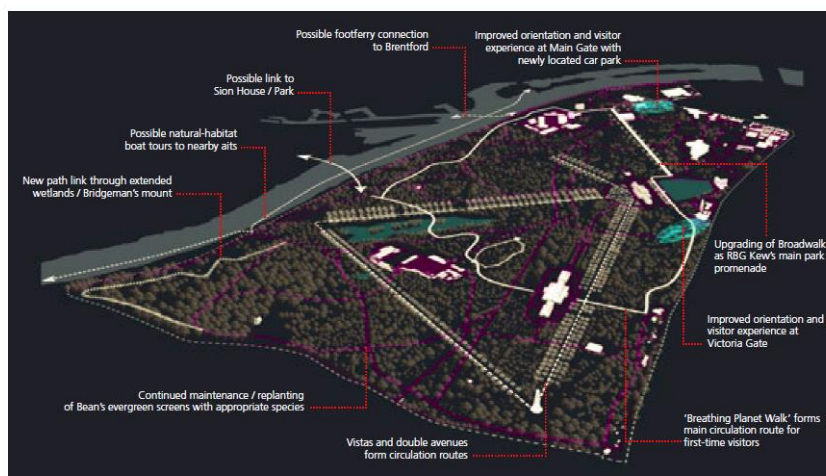 Possible footferry connection
to Brentford
Improved orientation and visitor
experience at Main Gate with
newly located car park
Possible link to
Sion House / Park
Possible natural-habitat
boat tours to nearby aits
New path link through extended
wetlands / Bridgeman's mount
Upgrading of Broadwalk
as RBG Kew's main park
promenade
Improved orientation and
visitor experience at
Victoria Gate
Continued maintenance / replanting
of Bean's evergreen screens with appropriate species
Vistas and double avenues
form circulation routes
'Breathing Planet Walk' forms
main circulation route for
first-time visitors